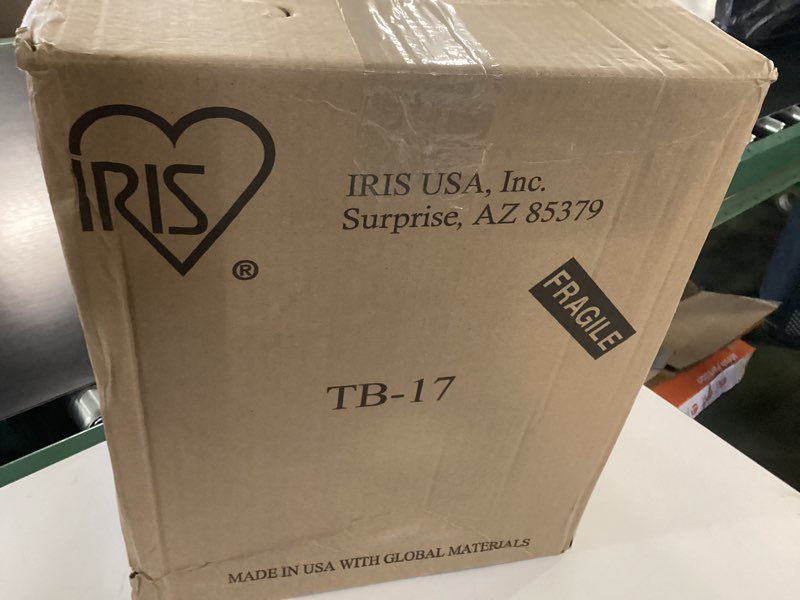 IRIS
®
IRIS USA, Inc.
Surprise, AZ 85379
FRAGILE
TB-17
MADE IN USA WITH GLOBAL MATERIALS